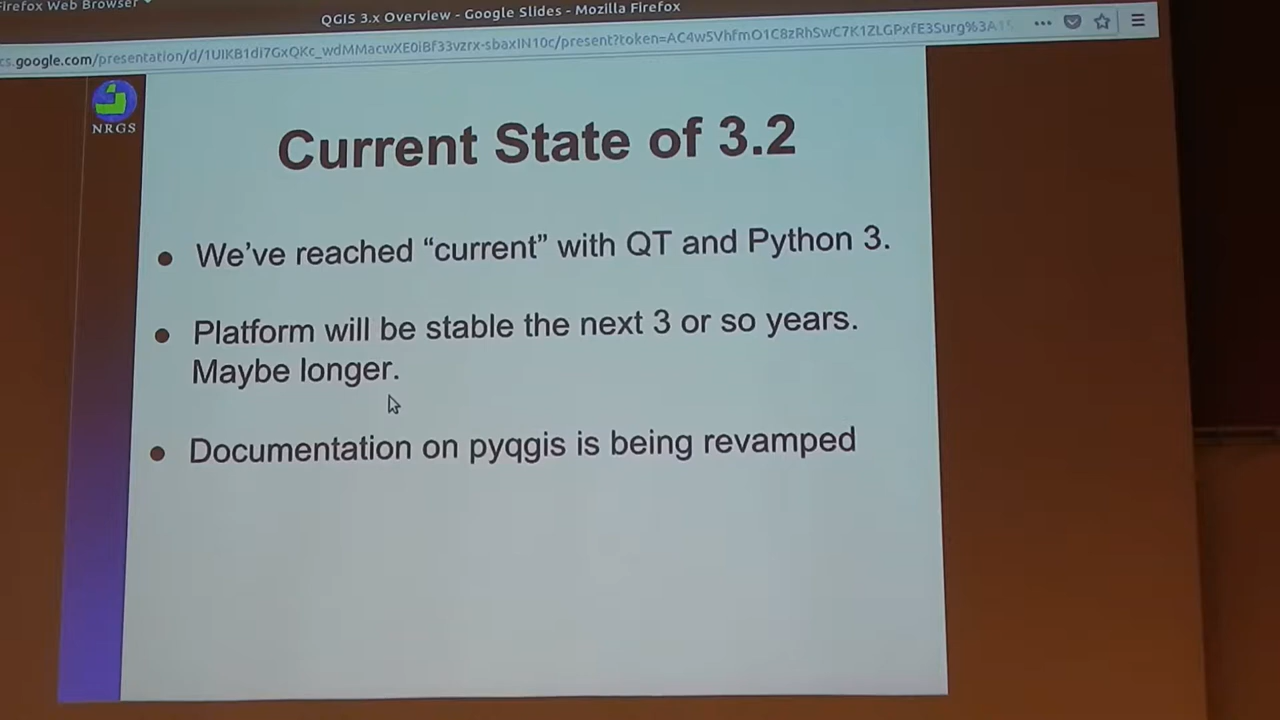 Firefox Web Browser
QGIS 3.x Overview - Google Slides - Mozilla Firefox
NRGS
Current State of 3.2
We've reached “current” with QT and Python 3.
Platform will be stable the next 3 or so years.
Maybe longer.
Documentation on pyqgis is being revamped